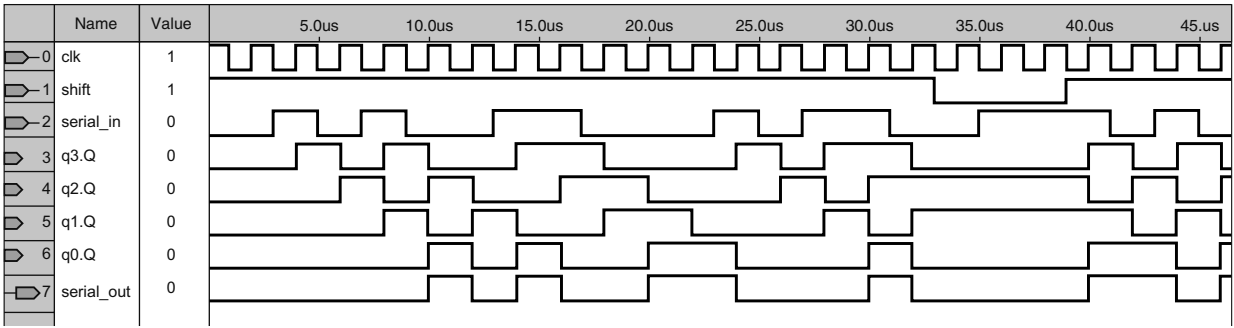 Name Value 5.0us 10.0us 15.0us 20.0us 25.0us 30.0us 35.0us 40.0us 45.0us
0 clk 1
1 shift 1
2 serial_in 0
3 q3.Q 0
4 q2.Q 0
5 q1.Q 0
6 q0.Q 0
7 serial_out 0